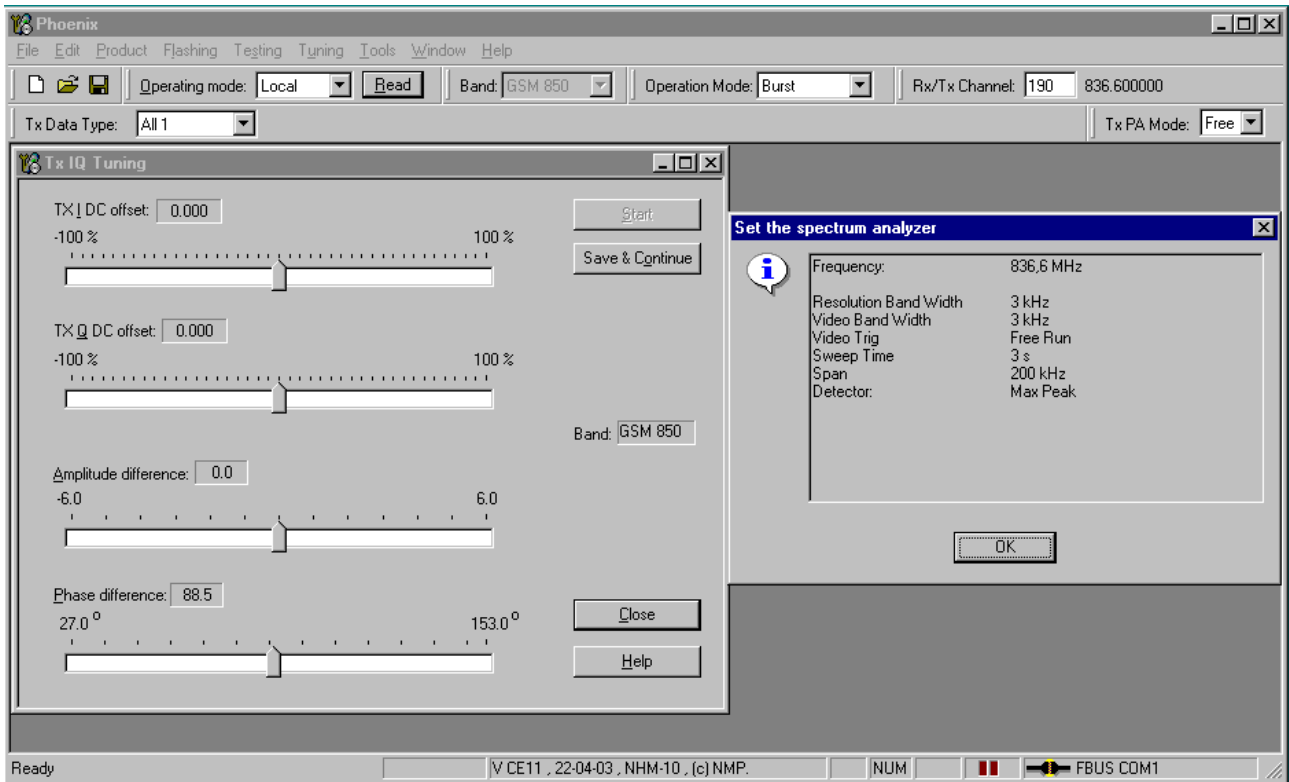 Phoenix
File Edit Product Flashing Testing Tuning Tools Window Help
Operating mode: Local Read Band: GSM 850 Operation Mode: Burst Rx/Tx Channel: 190 836.600000
Tx Data Type: All 1 Tx PA Mode: Free
Tx IQ Tuning
TX I DC offset: 0.000
-100 % 100 %
Start
Save & Continue
TX Q DC offset: 0.000
-100 % 100 %
Band: GSM 850
Amplitude difference: 0.0
-6.0 6.0
Phase difference: 88.5
27.0 º 153.0 º
Close
Help
Set the spectrum analyzer
Frequency: 836,6 MHz
Resolution Band Width 3 kHz
Video Band Width 3 kHz
Video Trig Free Run
Sweep Time 3 s
Span 200 kHz
Detector: Max Peak
OK
Ready V CE11 , 22-04-03 , NHM-10 , (c) NMP. NUM FBUS COM1